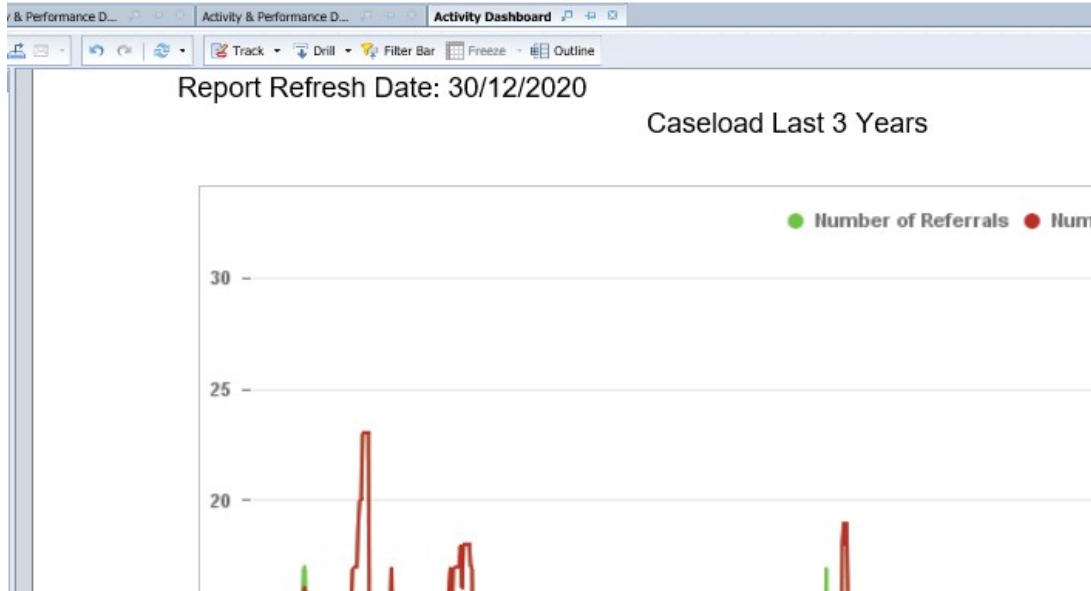 y & Performance D... Activity & Performance D... Activity Dashboard
Track Drill Filter Bar Freeze Outline
Report Refresh Date: 30/12/2020
Caseload Last 3 Years
Number of Referrals Num
30
25
20